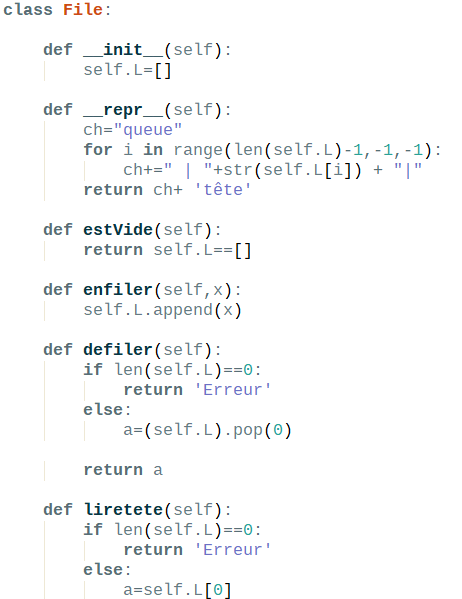 class File:
    def __init__(self):
        self.L=[]
    def __repr__(self):
        ch="queue"
        for i in range(len(self.L)-1,-1,-1):
            ch+=" | "+str(self.L[i]) + "|"
        return ch+ 'tête'
    def estVide(self):
        return self.L==[]
    def enfiler(self,x):
        self.L.append(x)
    def defiler(self):
        if len(self.L)==0:
            return 'Erreur'
        else:
            a=(self.L).pop(0)
        return a
    def liretete(self):
        if len(self.L)==0:
            return 'Erreur'
        else:
            a=self.L[0]